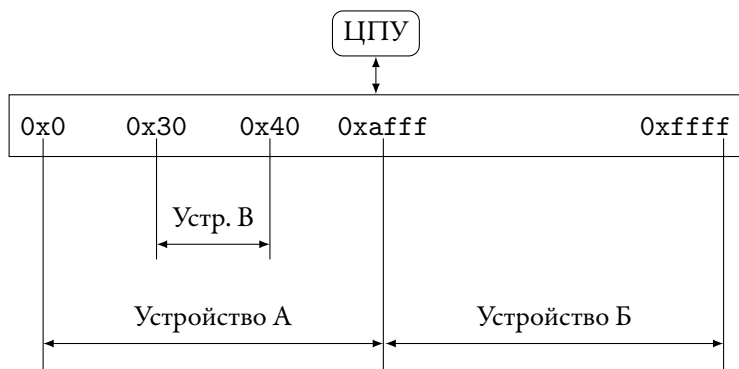 ЦПУ
0x0 0x30 0x40 0xafff 0xffff
Устр. В
Устройство А Устройство Б